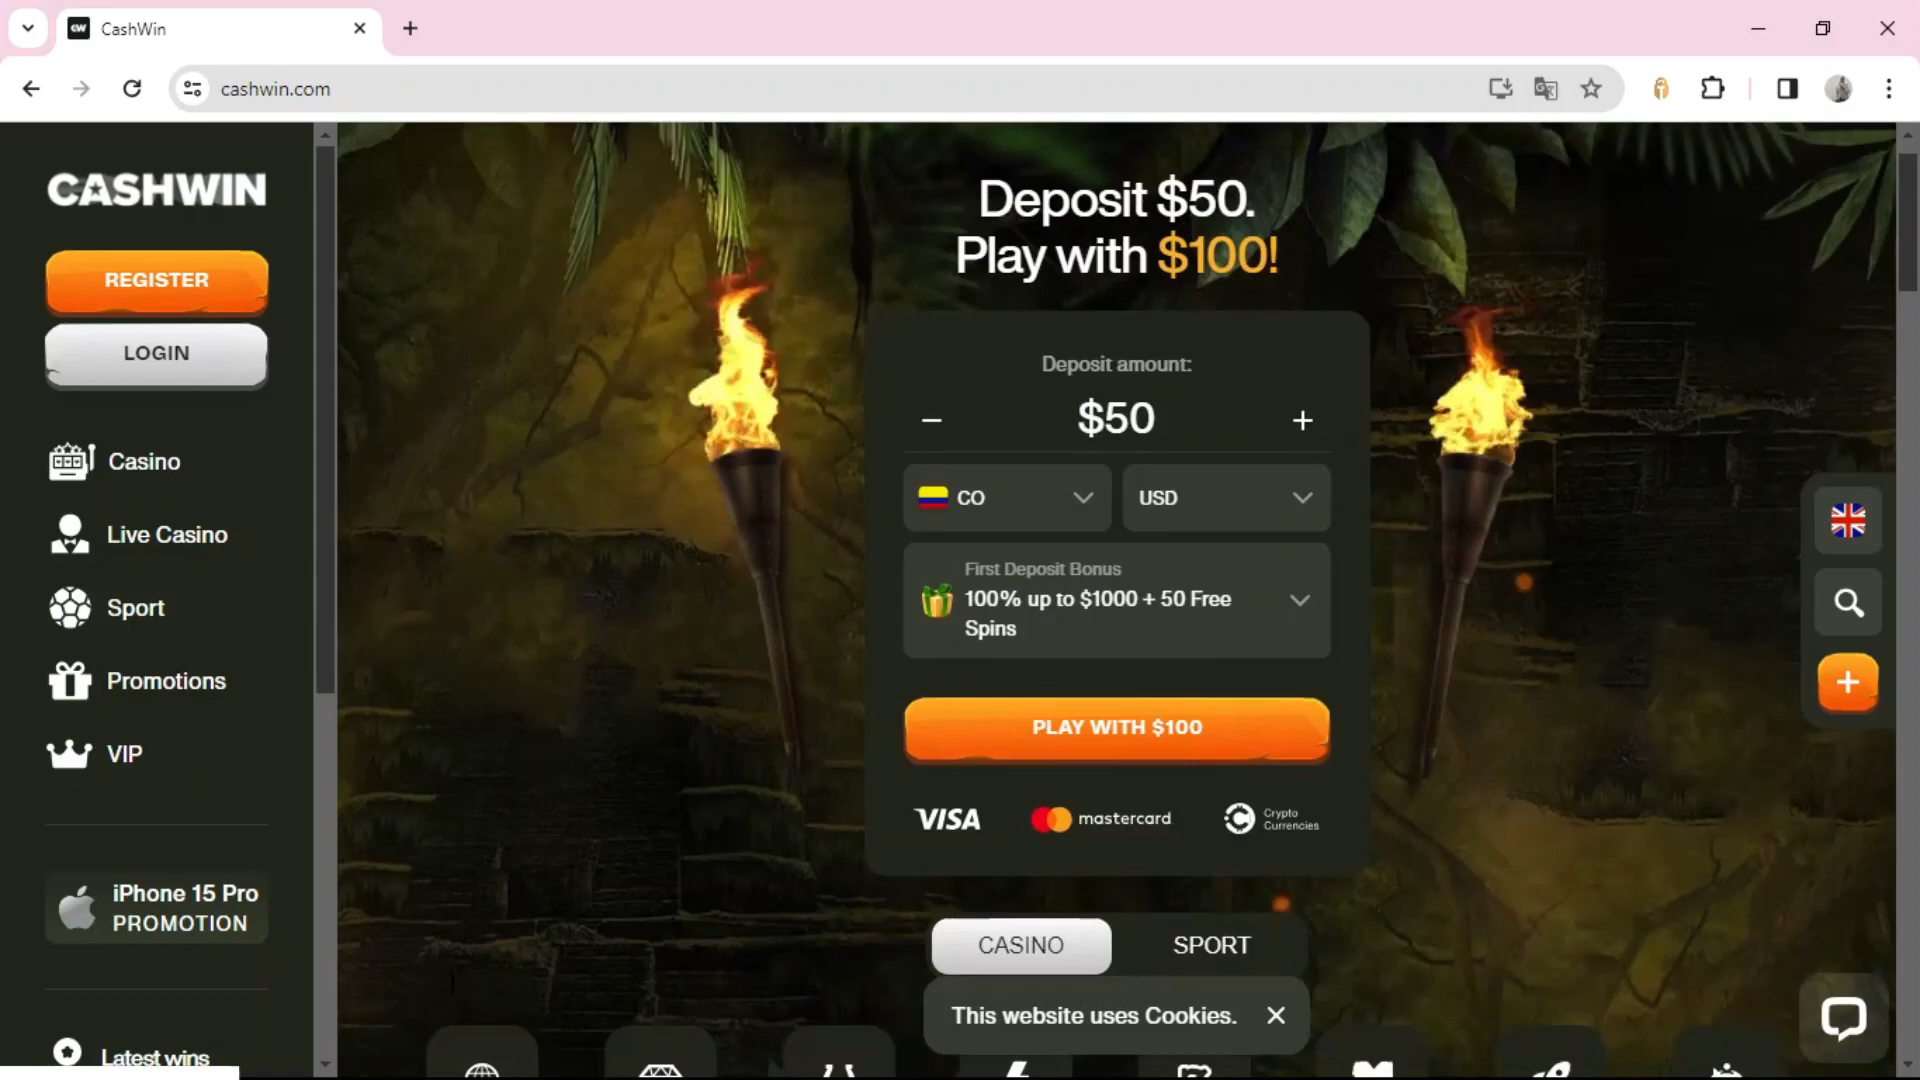 CashWin
cashwin.com
CASHWIN
REGISTER
LOGIN
Casino
Live Casino
Sport
Promotions
VIP
iPhone 15 Pro
PROMOTION
Latest wins
Deposit $50.
Play with $100!
Deposit amount:
$50
CO
USD
First Deposit Bonus
100% up to $1000 + 50 Free
Spins
PLAY WITH $100
VISA
mastercard
Crypto
Currencies
CASINO
SPORT
This website uses Cookies.